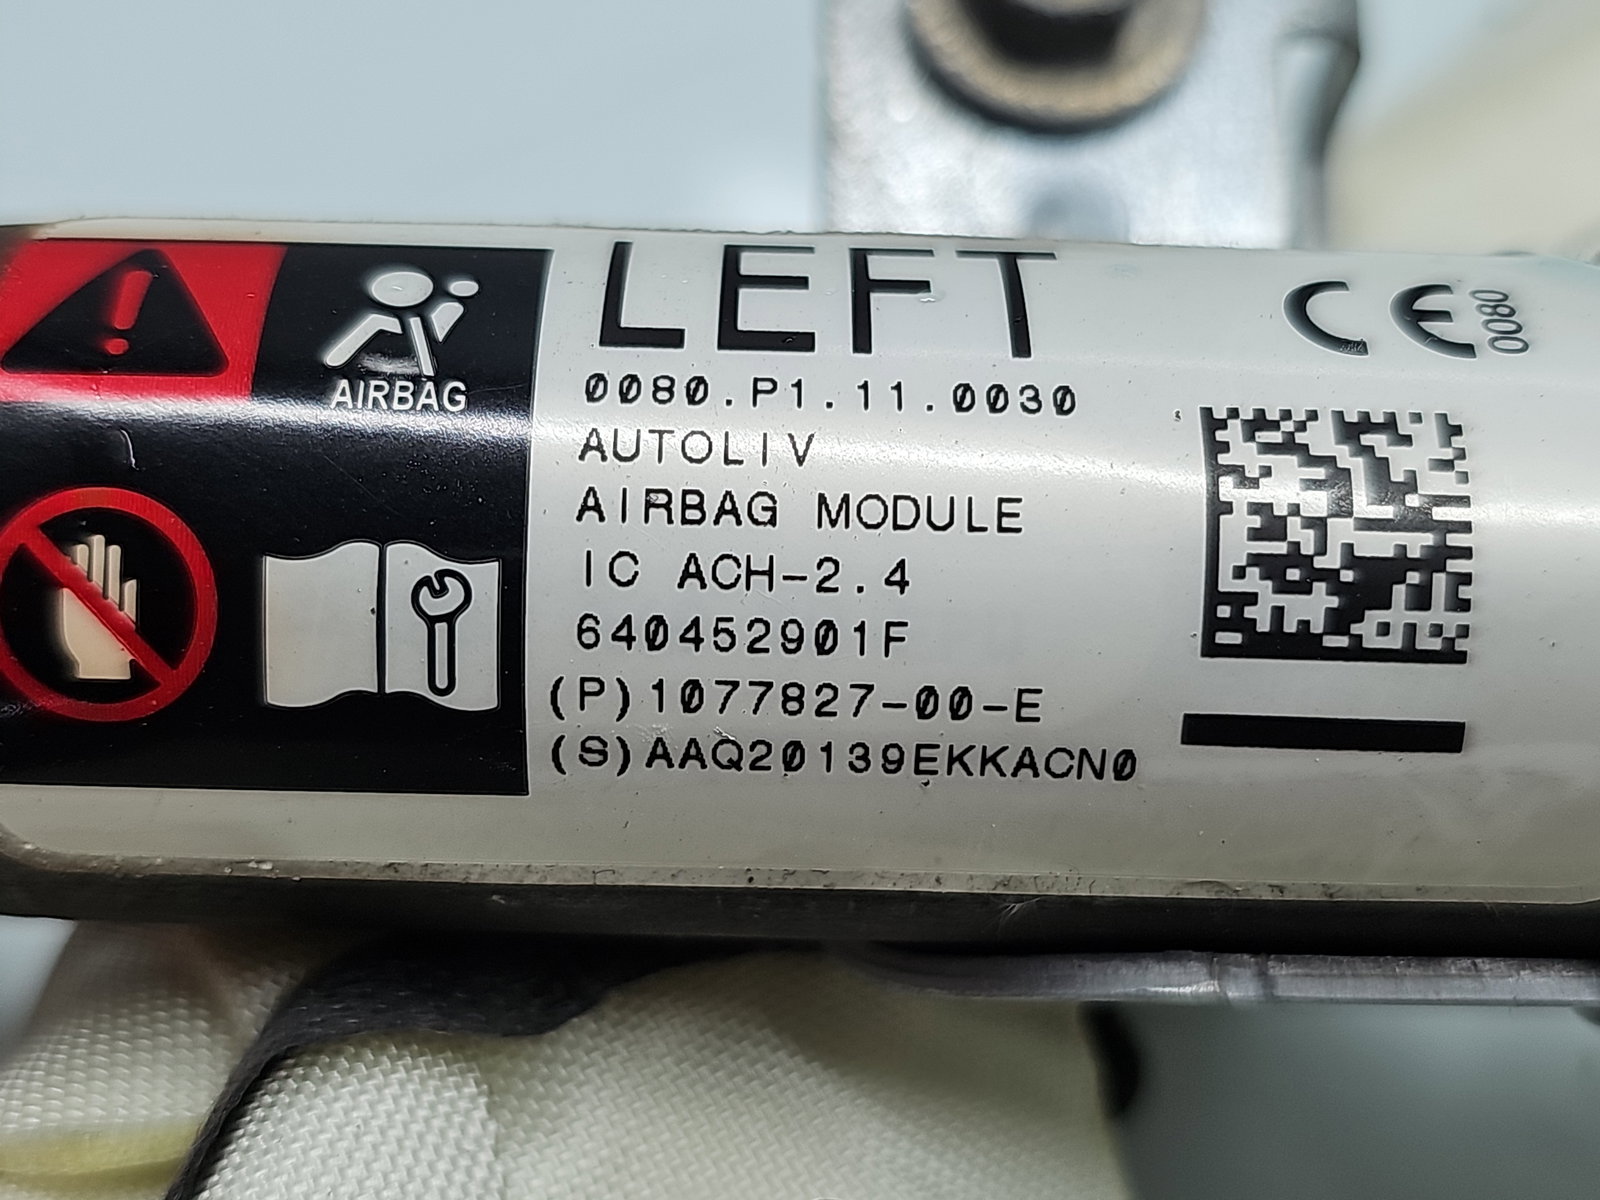 LEFT
CE 0080
AIRBAG
0080.P1.11.0030
AUTOLIV
AIRBAG MODULE
IC ACH-2.4
640452901F
(P)1077827-00-E
(S)AAQ20139EKKACN0